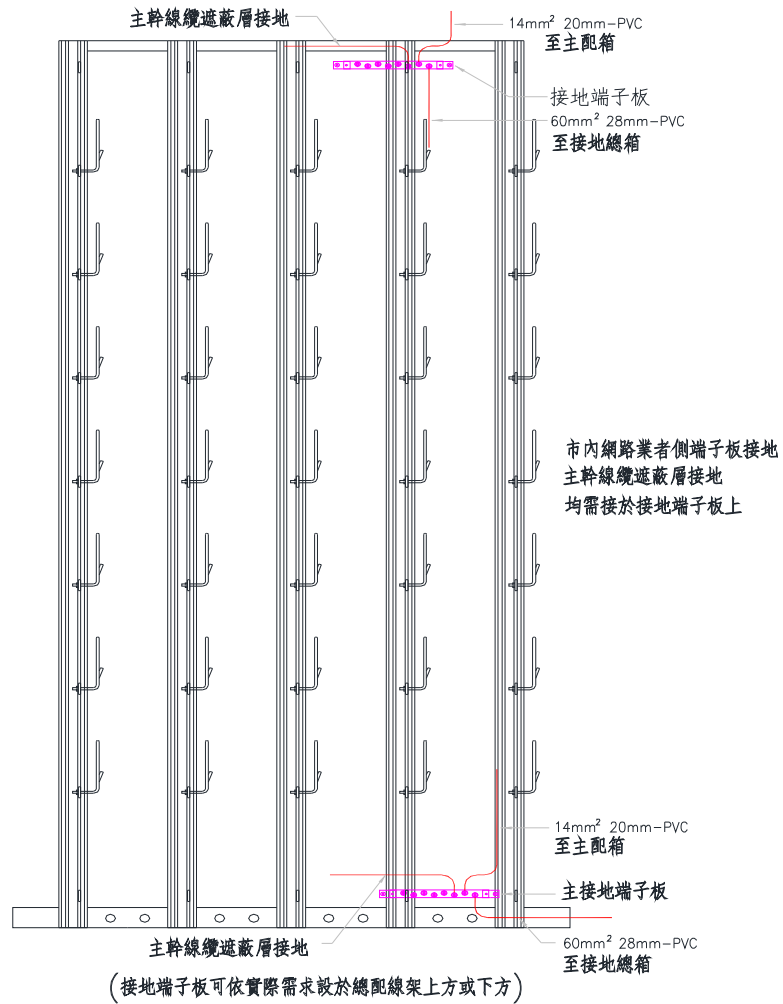 主幹線纜遮蔽層接地
14mm² 20mm-PVC
至主配箱
接地端子板
60mm² 28mm-PVC
至接地總箱
市內網路業者側端子板接地
主幹線纜遮蔽層接地
均需接於接地端子板上
14mm² 20mm-PVC
至主配箱
主接地端子板
主幹線纜遮蔽層接地
60mm² 28mm-PVC
至接地總箱
(接地端子板可依實際需求設於總配線架上方或下方)